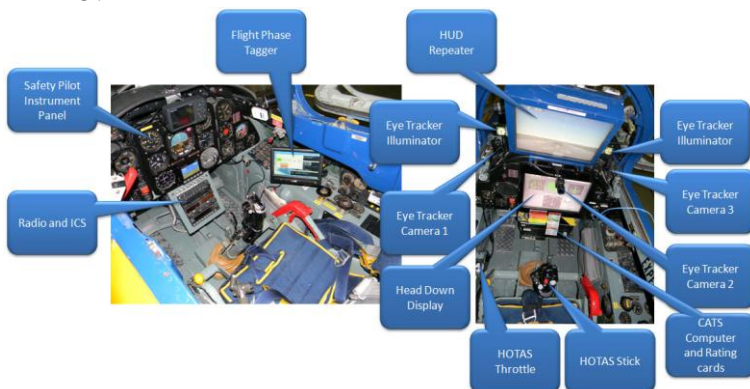 Flight Phase
Tagger
HUD
Repeater
Safety Pilot
Instrument
Panel
Eye Tracker
Illuminator
Eye Tracker
Illuminator
Radio and ICS
Eye Tracker
Camera 1
Eye Tracker
Camera 3
Head Down
Display
Eye Tracker
Camera 2
HOTAS
Throttle
HOTAS Stick
CATS
Computer
and Rating
cards